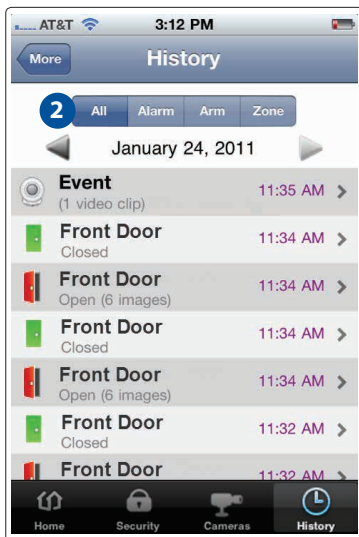 AT&T 3:12 PM
More History
2 All Alarm Arm Zone
January 24, 2011
Event 11:35 AM
(1 video clip)
Front Door 11:34 AM
Closed
Front Door 11:34 AM
Open (6 images)
Front Door 11:34 AM
Closed
Front Door 11:34 AM
Open (6 images)
Front Door 11:32 AM
Closed
Front Door 11:32 AM
Home Security Cameras History